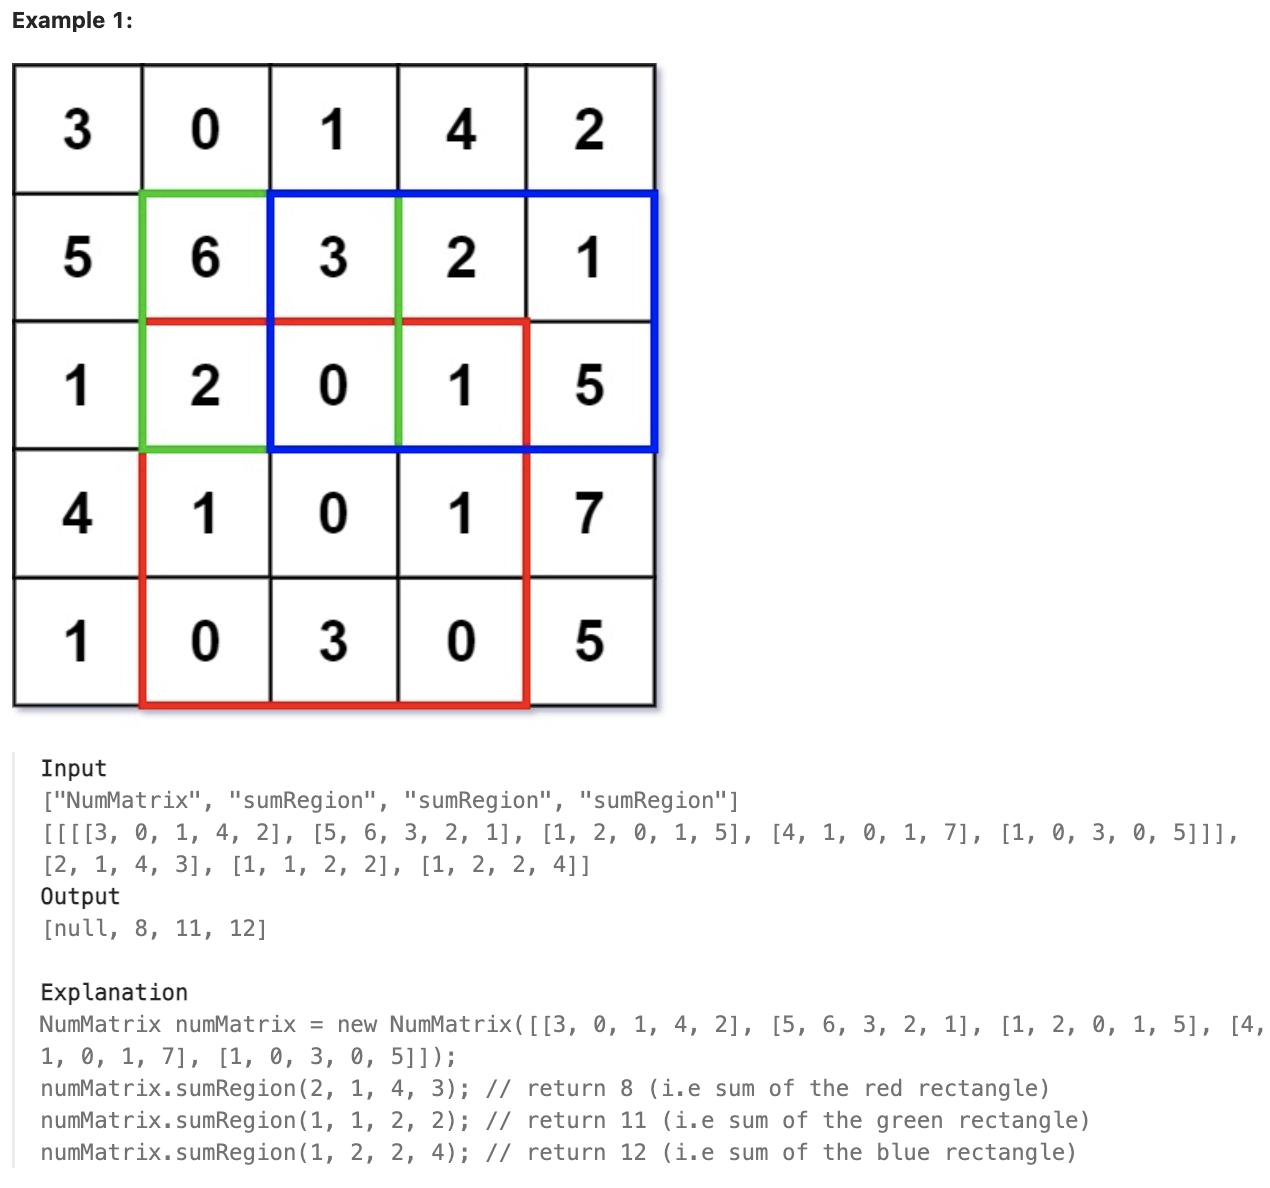 Example 1:
3 0 1 4 2
5 6 3 2 1
1 2 0 1 5
4 1 0 1 7
1 0 3 0 5
Input
["NumMatrix", "sumRegion", "sumRegion", "sumRegion"]
[[[[3, 0, 1, 4, 2], [5, 6, 3, 2, 1], [1, 2, 0, 1, 5], [4, 1, 0, 1, 7], [1, 0, 3, 0, 5]]],
[2, 1, 4, 3], [1, 1, 2, 2], [1, 2, 2, 4]]
Output
[null, 8, 11, 12]
Explanation
NumMatrix numMatrix = new NumMatrix([[3, 0, 1, 4, 2], [5, 6, 3, 2, 1], [1, 2, 0, 1, 5], [4,
1, 0, 1, 7], [1, 0, 3, 0, 5]]);
numMatrix.sumRegion(2, 1, 4, 3); // return 8 (i.e sum of the red rectangle)
numMatrix.sumRegion(1, 1, 2, 2); // return 11 (i.e sum of the green rectangle)
numMatrix.sumRegion(1, 2, 2, 4); // return 12 (i.e sum of the blue rectangle)